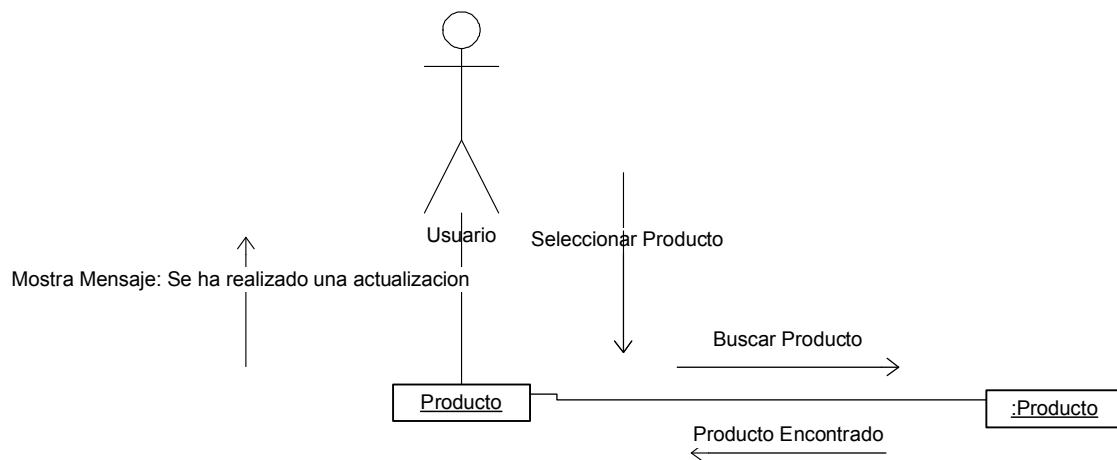 Usuario
Seleccionar Producto
Mostra Mensaje: Se ha realizado una actualizacion
Buscar Producto
Producto
:Producto
Producto Encontrado